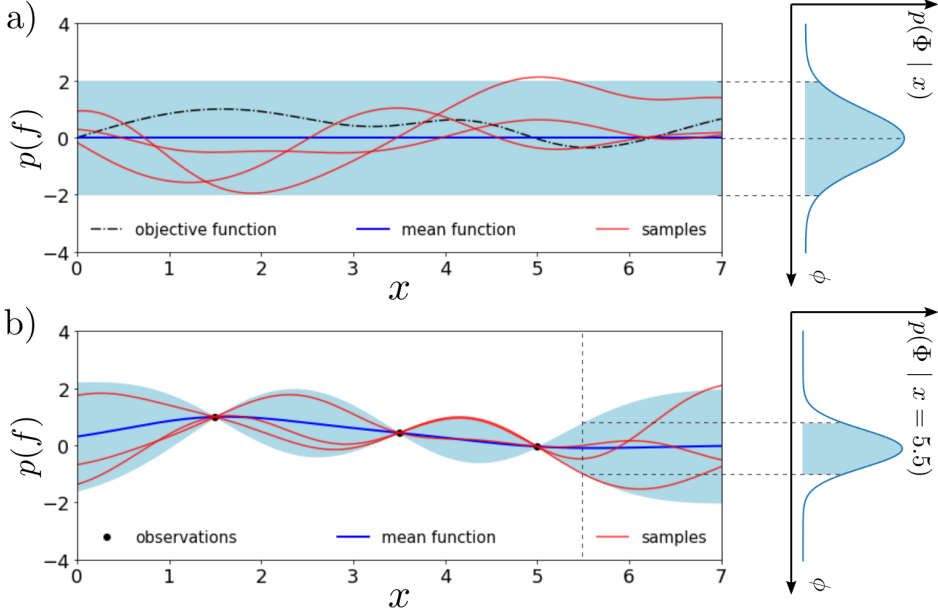 a)
p(f)
4
2
0
−2
−4
objective function
mean function
samples
0
1
2
3
4
5
6
7
x
p(Φ | x)
ϕ
b)
p(f)
4
2
0
−2
−4
observations
mean function
samples
0
1
2
3
4
5
6
7
x
p(Φ | x = 5.5)
ϕ